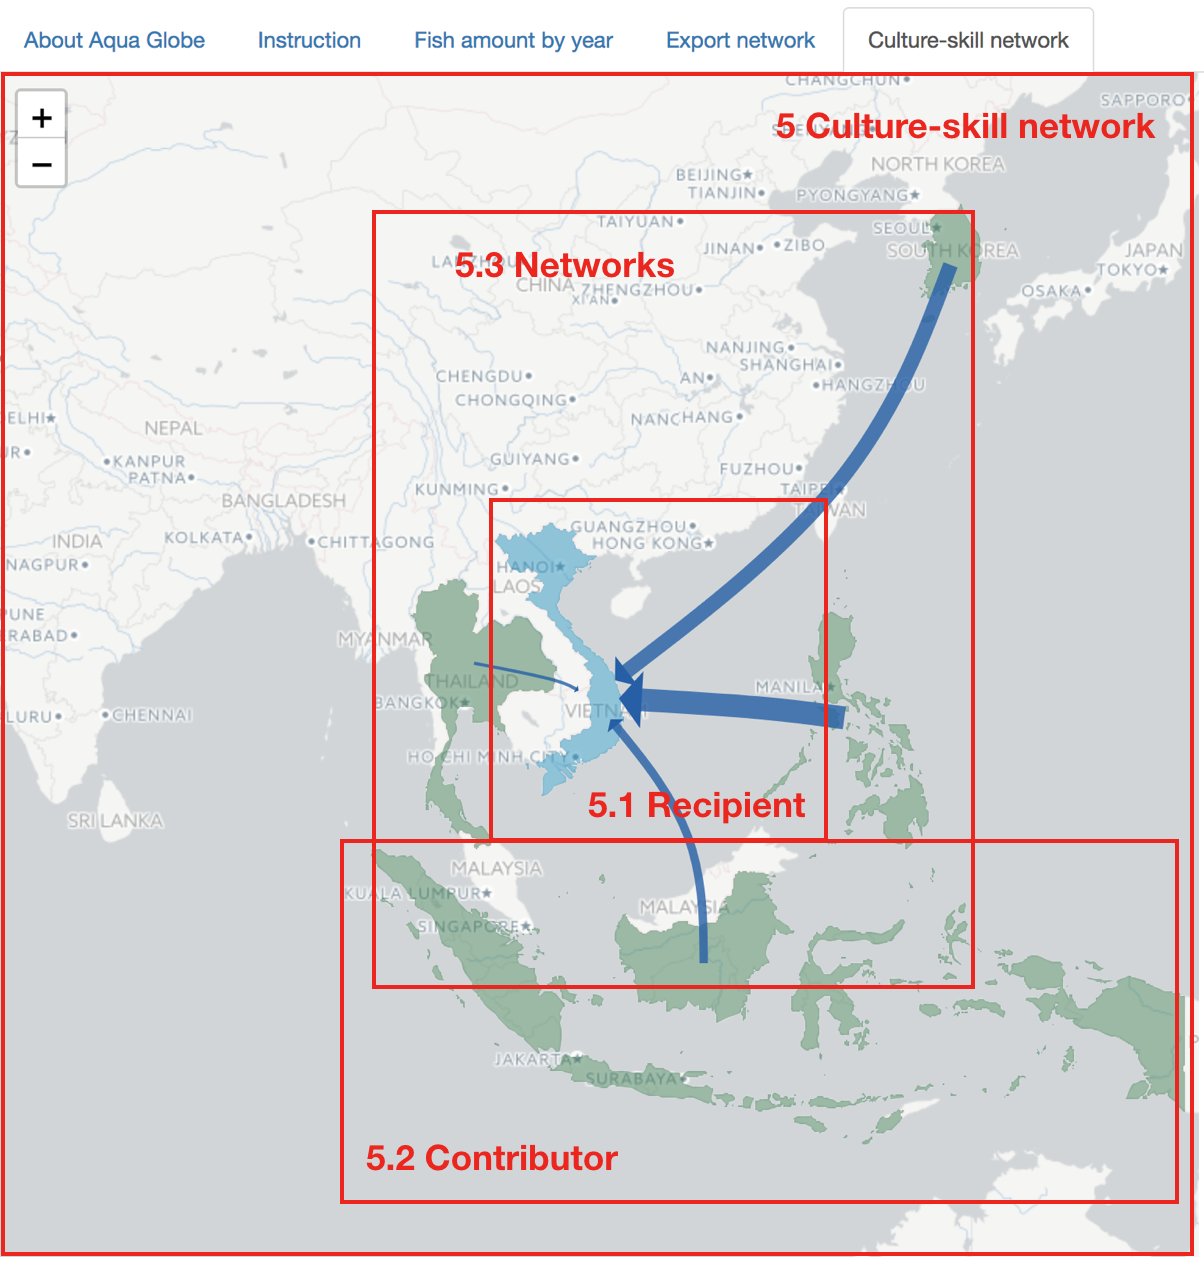 About Aqua Globe
Instruction
Fish amount by year
Export network
Culture-skill network
+
−
CHANGCHUN
SAPPORO
5 Culture-skill network
NORTH KOREA
BEIJING
TIANJIN
PYONGYANG
TAIYUAN
SEOUL
JINAN
ZIBO
SOUTH KOREA
JAPAN
5.3 Networks
TOKYO
CHINA
ZHENGZHOU
OSAKA
XI'AN
NANJING
SHANGHAI
CHENGDU
AN
HANGZHOU
CHONGQING
ELHI
NANCHANG
NEPAL
UR
KANPUR
GUIYANG
FUZHOU
PATNA
KUNMING
TAIPEI
BANGLADESH
TAIWAN
GUANGZHOU
INDIA
KOLKATA
CHITTAGONG
HONG KONG
NAGPUR
HANOI
LAOS
PUNE
ERABAD
MYANMAR
THAILAND
MANILA
BANGKOK
VIETNAM
LURU
CHENNAI
HO CHI MINH CITY
5.1 Recipient
SRI LANKA
MALAYSIA
KUALA LUMPUR
MALAYSIA
SINGAPORE
JAKARTA
SURABAYA
5.2 Contributor